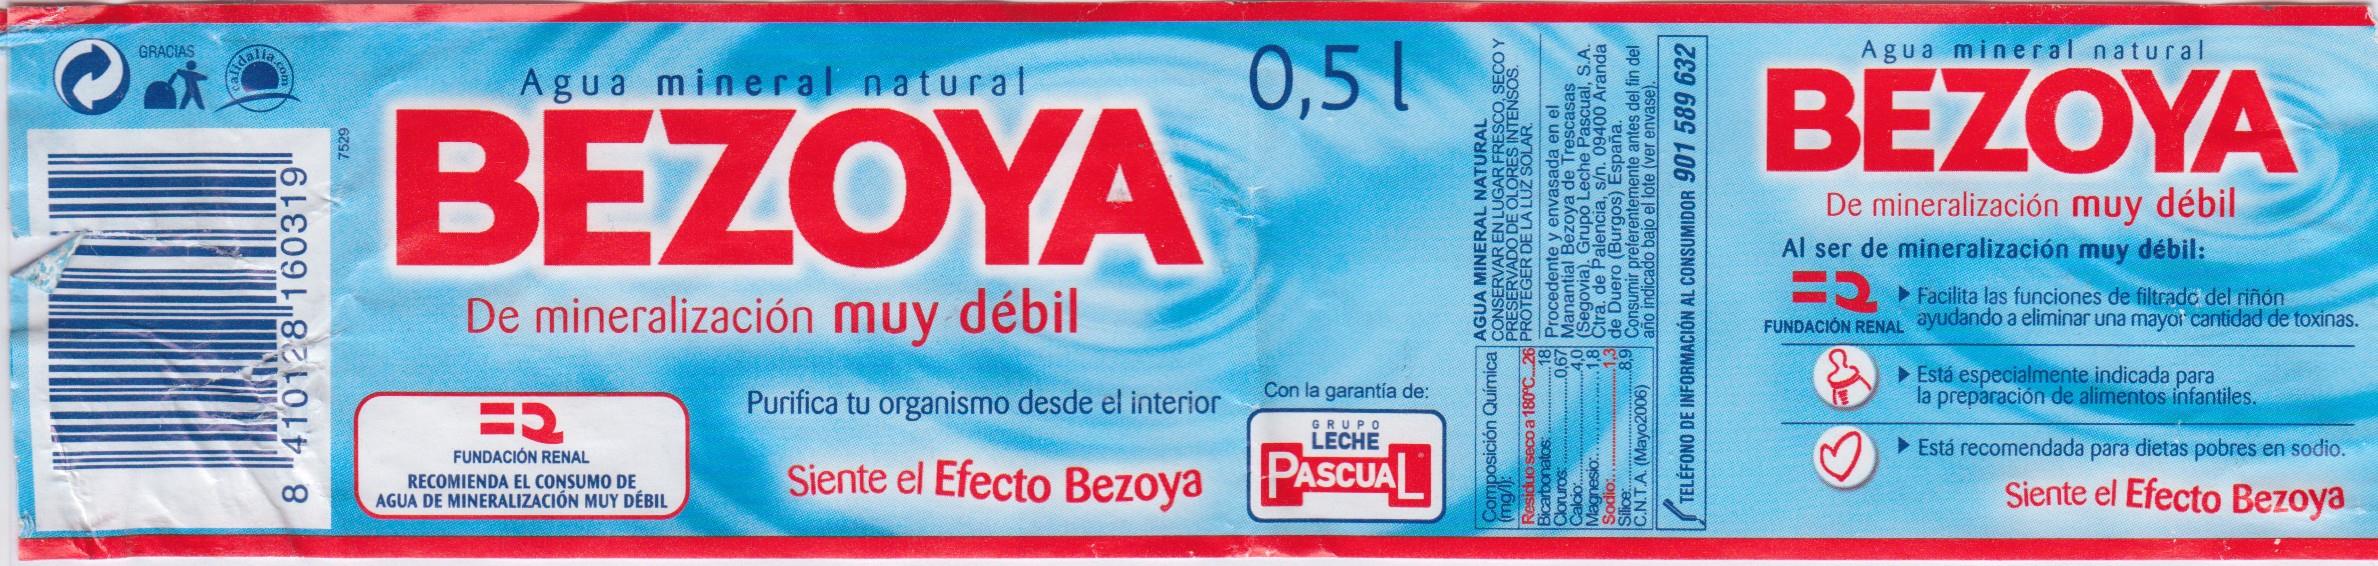 GRACIAS
calidalia.com
7529
8 410128 160319
Agua mineral natural
BEZOYA
De mineralización muy débil
FUNDACIÓN RENAL
RECOMIENDA EL CONSUMO DE
AGUA DE MINERALIZACIÓN MUY DÉBIL
Purifica tu organismo desde el interior
Siente el Efecto Bezoya
0,5 l
Con la garantía de:
GRUPO
LECHE
PASCUAL
AGUA MINERAL NATURAL
CONSERVAR EN LUGAR FRESCO, SECO Y
PRESERVADO DE OLORES INTENSOS.
PROTEGER DE LA LUZ SOLAR.
Procedente y envasada en el
Manantial Bezoya de Trescasas
(Segovia). Grupo Leche Pascual, S.A.
Ctra. de Palencia, s/n. 09400 Aranda
de Duero (Burgos) España.
Consumir preferentemente antes del fin del
año indicado bajo el lote (ver envase).
Composición Química
(mg/l):
Residuo seco a 180ºC...26
Bicarbonatos: 18
Cloruros: 0,67
Calcio: 4,0
Magnesio: 1,8
Sodio: 1,3
Sílice: 8,9
C.N.T.A. (Mayo2006)
TELÉFONO DE INFORMACIÓN AL CONSUMIDOR 901 589 632
Agua mineral natural
BEZOYA
De mineralización muy débil
Al ser de mineralización muy débil:
FUNDACIÓN RENAL
Facilita las funciones de filtrado del riñón
ayudando a eliminar una mayor cantidad de toxinas.
Está especialmente indicada para
la preparación de alimentos infantiles.
Está recomendada para dietas pobres en sodio.
Siente el Efecto Bezoya